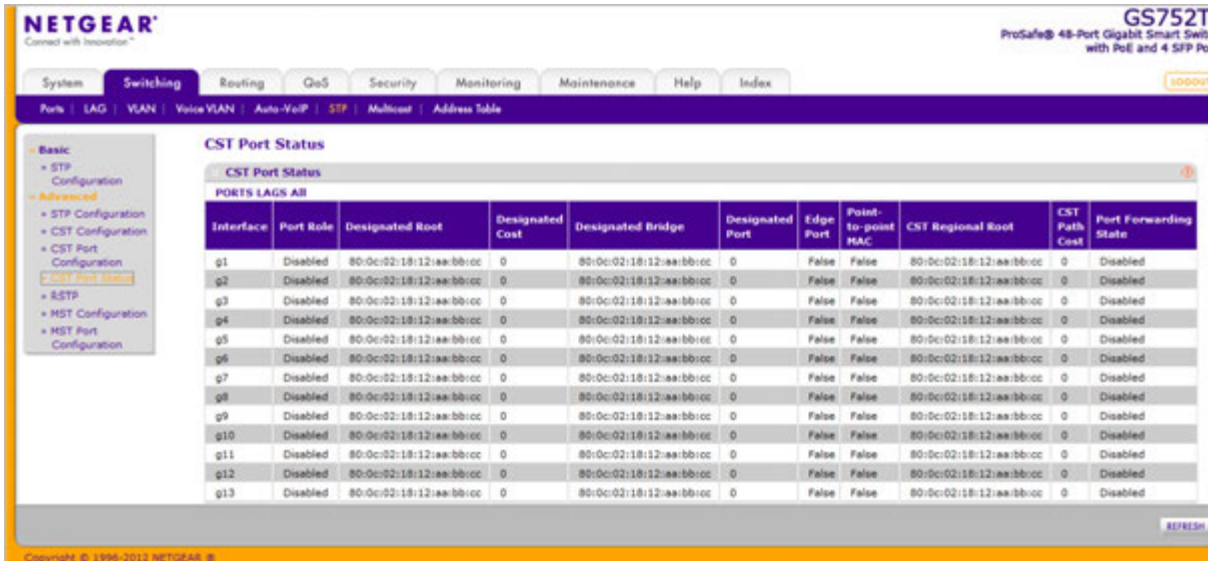 NETGEAR®
Connect with Innovation™
GS752T
ProSafe® 48-Port Gigabit Smart Swit
with PoE and 4 SFP Po
System Switching Routing QoS Security Monitoring Maintenance Help Index LOGOUT
Ports | LAG | VLAN | Voice VLAN | Auto-VoIP | STP | Multicast | Address Table
Basic
STP
Configuration
Advanced
STP Configuration
CST Configuration
CST Port
Configuration
CST Port Status
RSTP
MST Configuration
MST Port
Configuration
CST Port Status
CST Port Status
PORTS LAGS All
Interface Port Role Designated Root Designated Cost Designated Bridge Designated Port Edge Port Point-to-point MAC CST Regional Root CST Path Cost Port Forwarding State
g1 Disabled 80:0c:02:18:12:aa:bb:cc 0 80:0c:02:18:12:aa:bb:cc 0 False False 80:0c:02:18:12:aa:bb:cc 0 Disabled
g2 Disabled 80:0c:02:18:12:aa:bb:cc 0 80:0c:02:18:12:aa:bb:cc 0 False False 80:0c:02:18:12:aa:bb:cc 0 Disabled
g3 Disabled 80:0c:02:18:12:aa:bb:cc 0 80:0c:02:18:12:aa:bb:cc 0 False False 80:0c:02:18:12:aa:bb:cc 0 Disabled
g4 Disabled 80:0c:02:18:12:aa:bb:cc 0 80:0c:02:18:12:aa:bb:cc 0 False False 80:0c:02:18:12:aa:bb:cc 0 Disabled
g5 Disabled 80:0c:02:18:12:aa:bb:cc 0 80:0c:02:18:12:aa:bb:cc 0 False False 80:0c:02:18:12:aa:bb:cc 0 Disabled
g6 Disabled 80:0c:02:18:12:aa:bb:cc 0 80:0c:02:18:12:aa:bb:cc 0 False False 80:0c:02:18:12:aa:bb:cc 0 Disabled
g7 Disabled 80:0c:02:18:12:aa:bb:cc 0 80:0c:02:18:12:aa:bb:cc 0 False False 80:0c:02:18:12:aa:bb:cc 0 Disabled
g8 Disabled 80:0c:02:18:12:aa:bb:cc 0 80:0c:02:18:12:aa:bb:cc 0 False False 80:0c:02:18:12:aa:bb:cc 0 Disabled
g9 Disabled 80:0c:02:18:12:aa:bb:cc 0 80:0c:02:18:12:aa:bb:cc 0 False False 80:0c:02:18:12:aa:bb:cc 0 Disabled
g10 Disabled 80:0c:02:18:12:aa:bb:cc 0 80:0c:02:18:12:aa:bb:cc 0 False False 80:0c:02:18:12:aa:bb:cc 0 Disabled
g11 Disabled 80:0c:02:18:12:aa:bb:cc 0 80:0c:02:18:12:aa:bb:cc 0 False False 80:0c:02:18:12:aa:bb:cc 0 Disabled
g12 Disabled 80:0c:02:18:12:aa:bb:cc 0 80:0c:02:18:12:aa:bb:cc 0 False False 80:0c:02:18:12:aa:bb:cc 0 Disabled
g13 Disabled 80:0c:02:18:12:aa:bb:cc 0 80:0c:02:18:12:aa:bb:cc 0 False False 80:0c:02:18:12:aa:bb:cc 0 Disabled
REFRESH
Copyright © 1996-2012 NETGEAR ®